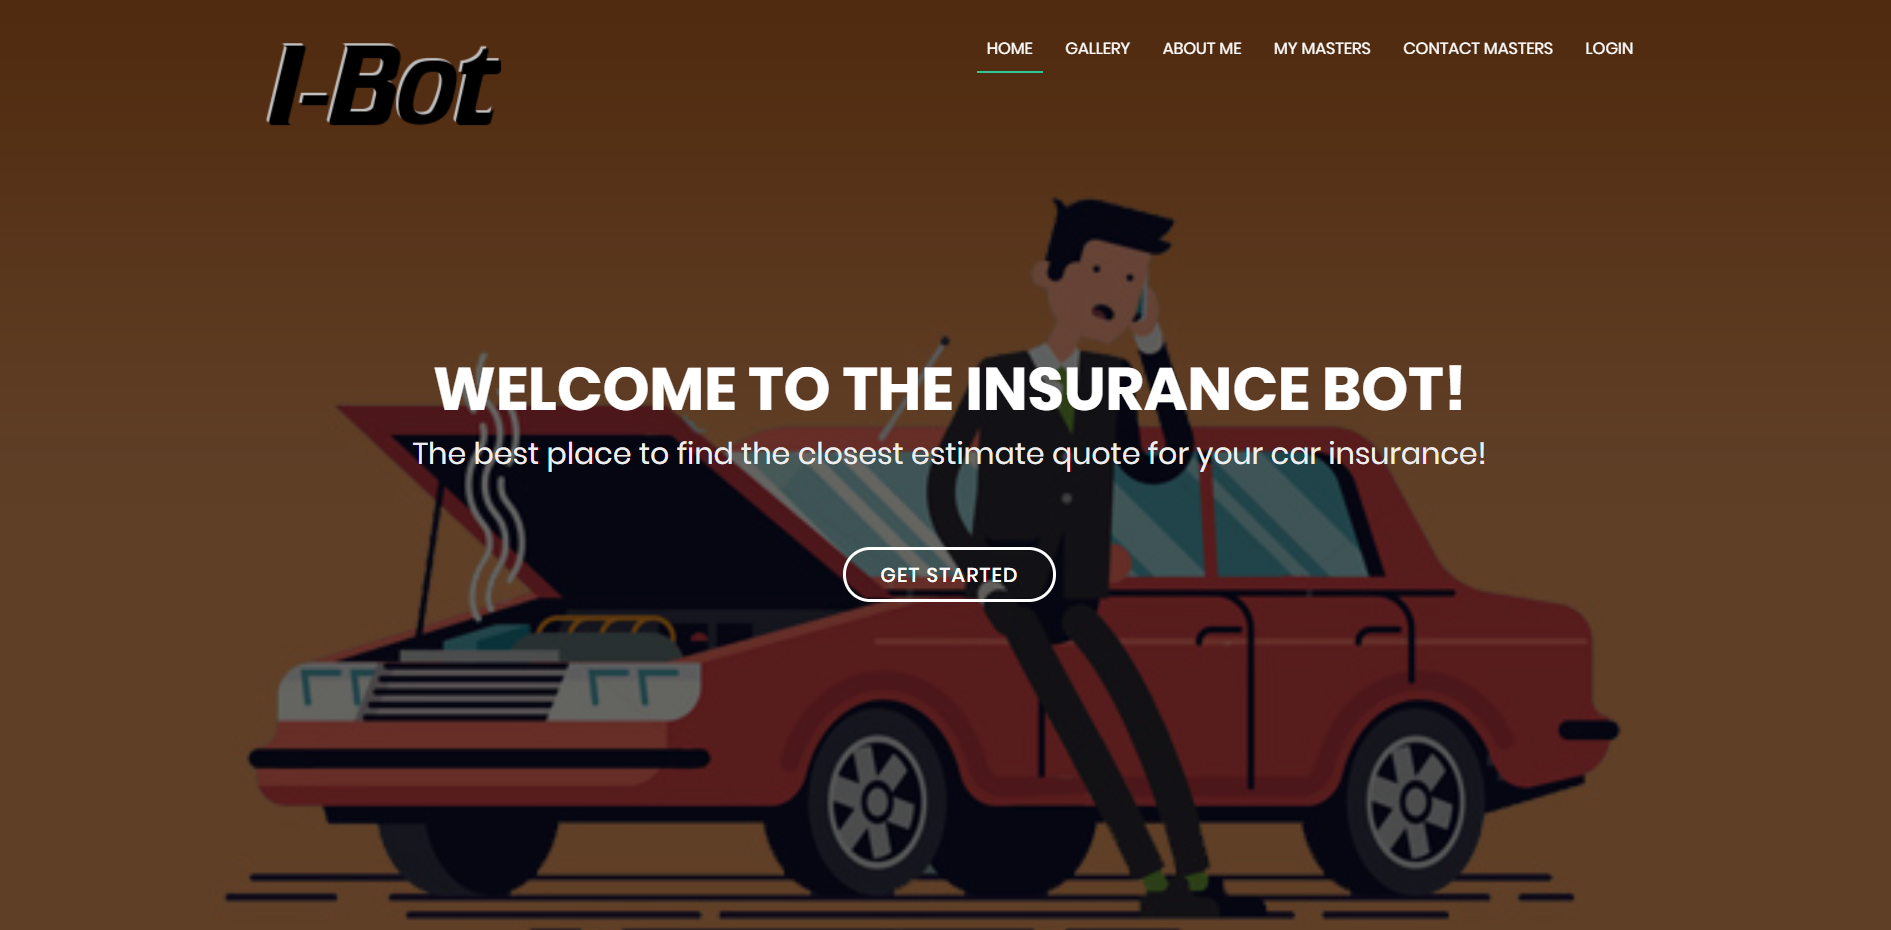 I-Bot
HOME GALLERY ABOUT ME MY MASTERS CONTACT MASTERS LOGIN
WELCOME TO THE INSURANCE BOT!
The best place to find the closest estimate quote for your car insurance!
GET STARTED